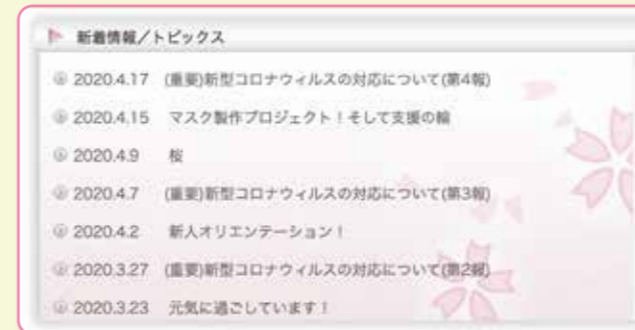 新着情報／トピックス
2020.4.17 (重要)新型コロナウィルスの対応について(第4報)
2020.4.15 マスク製作プロジェクト！そして支援の輪
2020.4.9 桜
2020.4.7 (重要)新型コロナウィルスの対応について(第3報)
2020.4.2 新人オリエンテーション！
2020.3.27 (重要)新型コロナウィルスの対応について(第2報)
2020.3.23 元気に過ごしています！